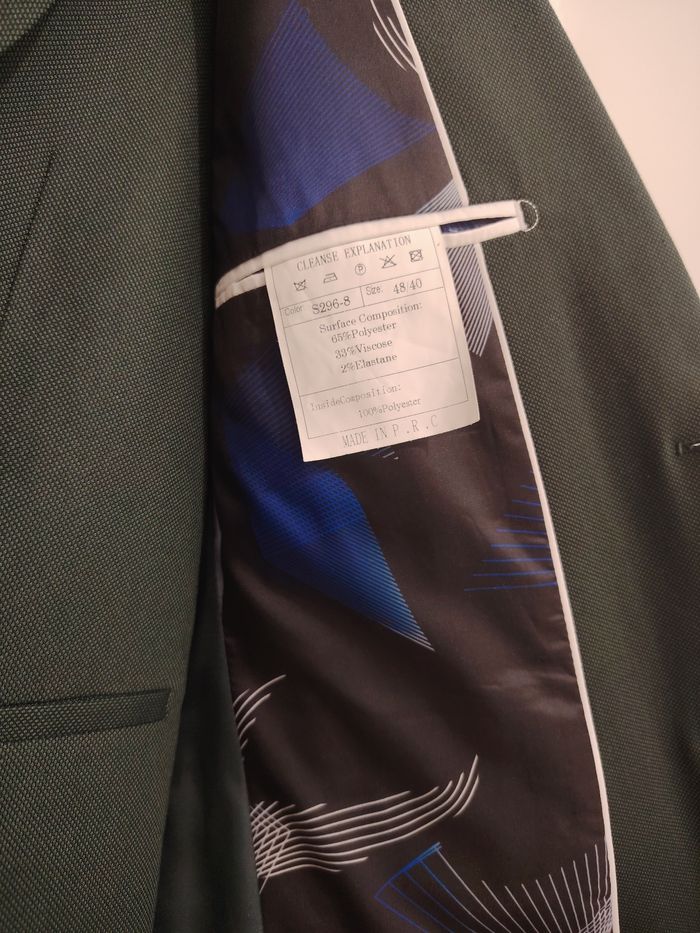 CLEANSE EXPLANATION
P
Color: S296-8 Size: 48/40
Surface Composition:
65%Polyester
33%Viscose
2%Elastane
InsideComposition:
100%Polyester
MADE IN P.R.C